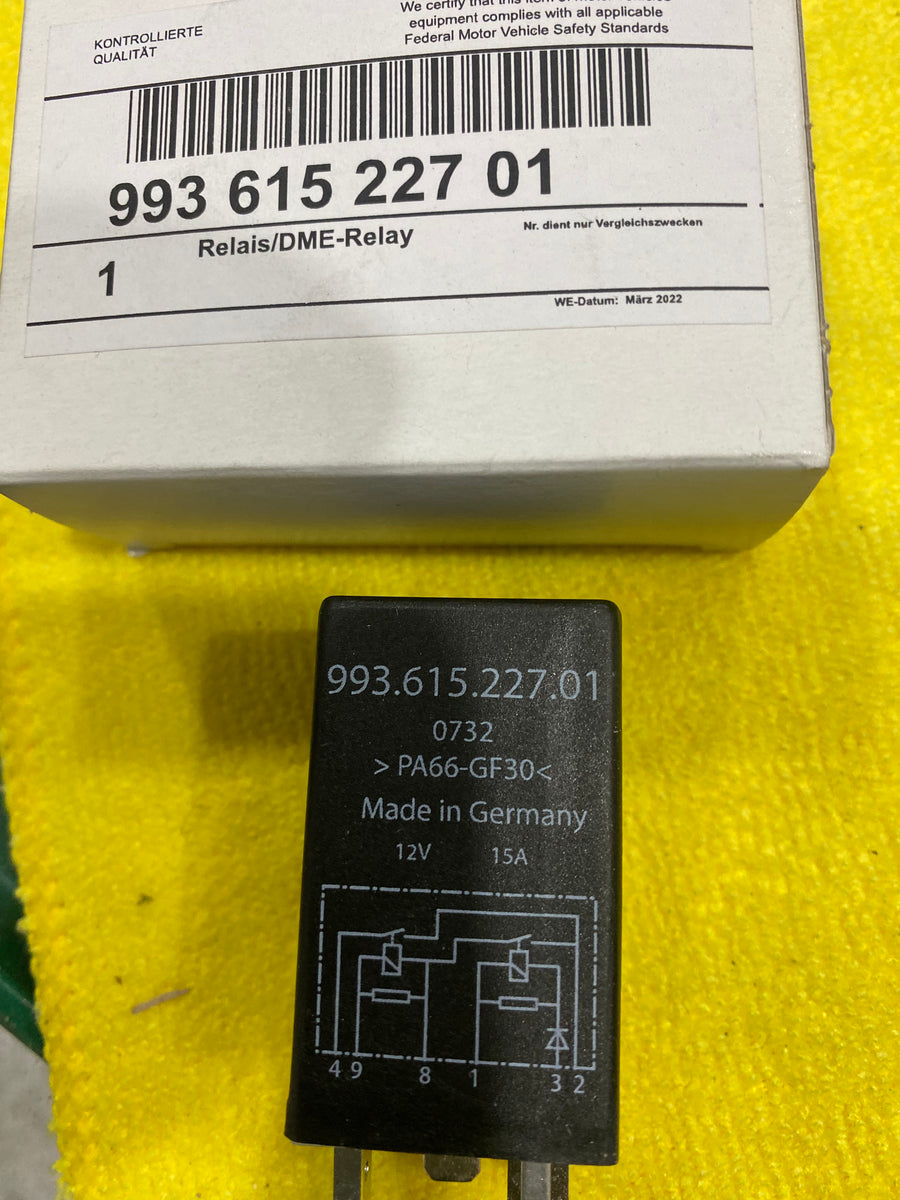 We certify that this item of motor vehicles
equipment complies with all applicable
Federal Motor Vehicle Safety Standards
KONTROLLIERTE
QUALITÄT
993 615 227 01
Relais/DME-Relay
Nr. dient nur Vergleichszwecken
1
WE-Datum: März 2022
993.615.227.01
0732
>PA66-GF30<
Made in Germany
12V 15A
4 9 8 1 3 2